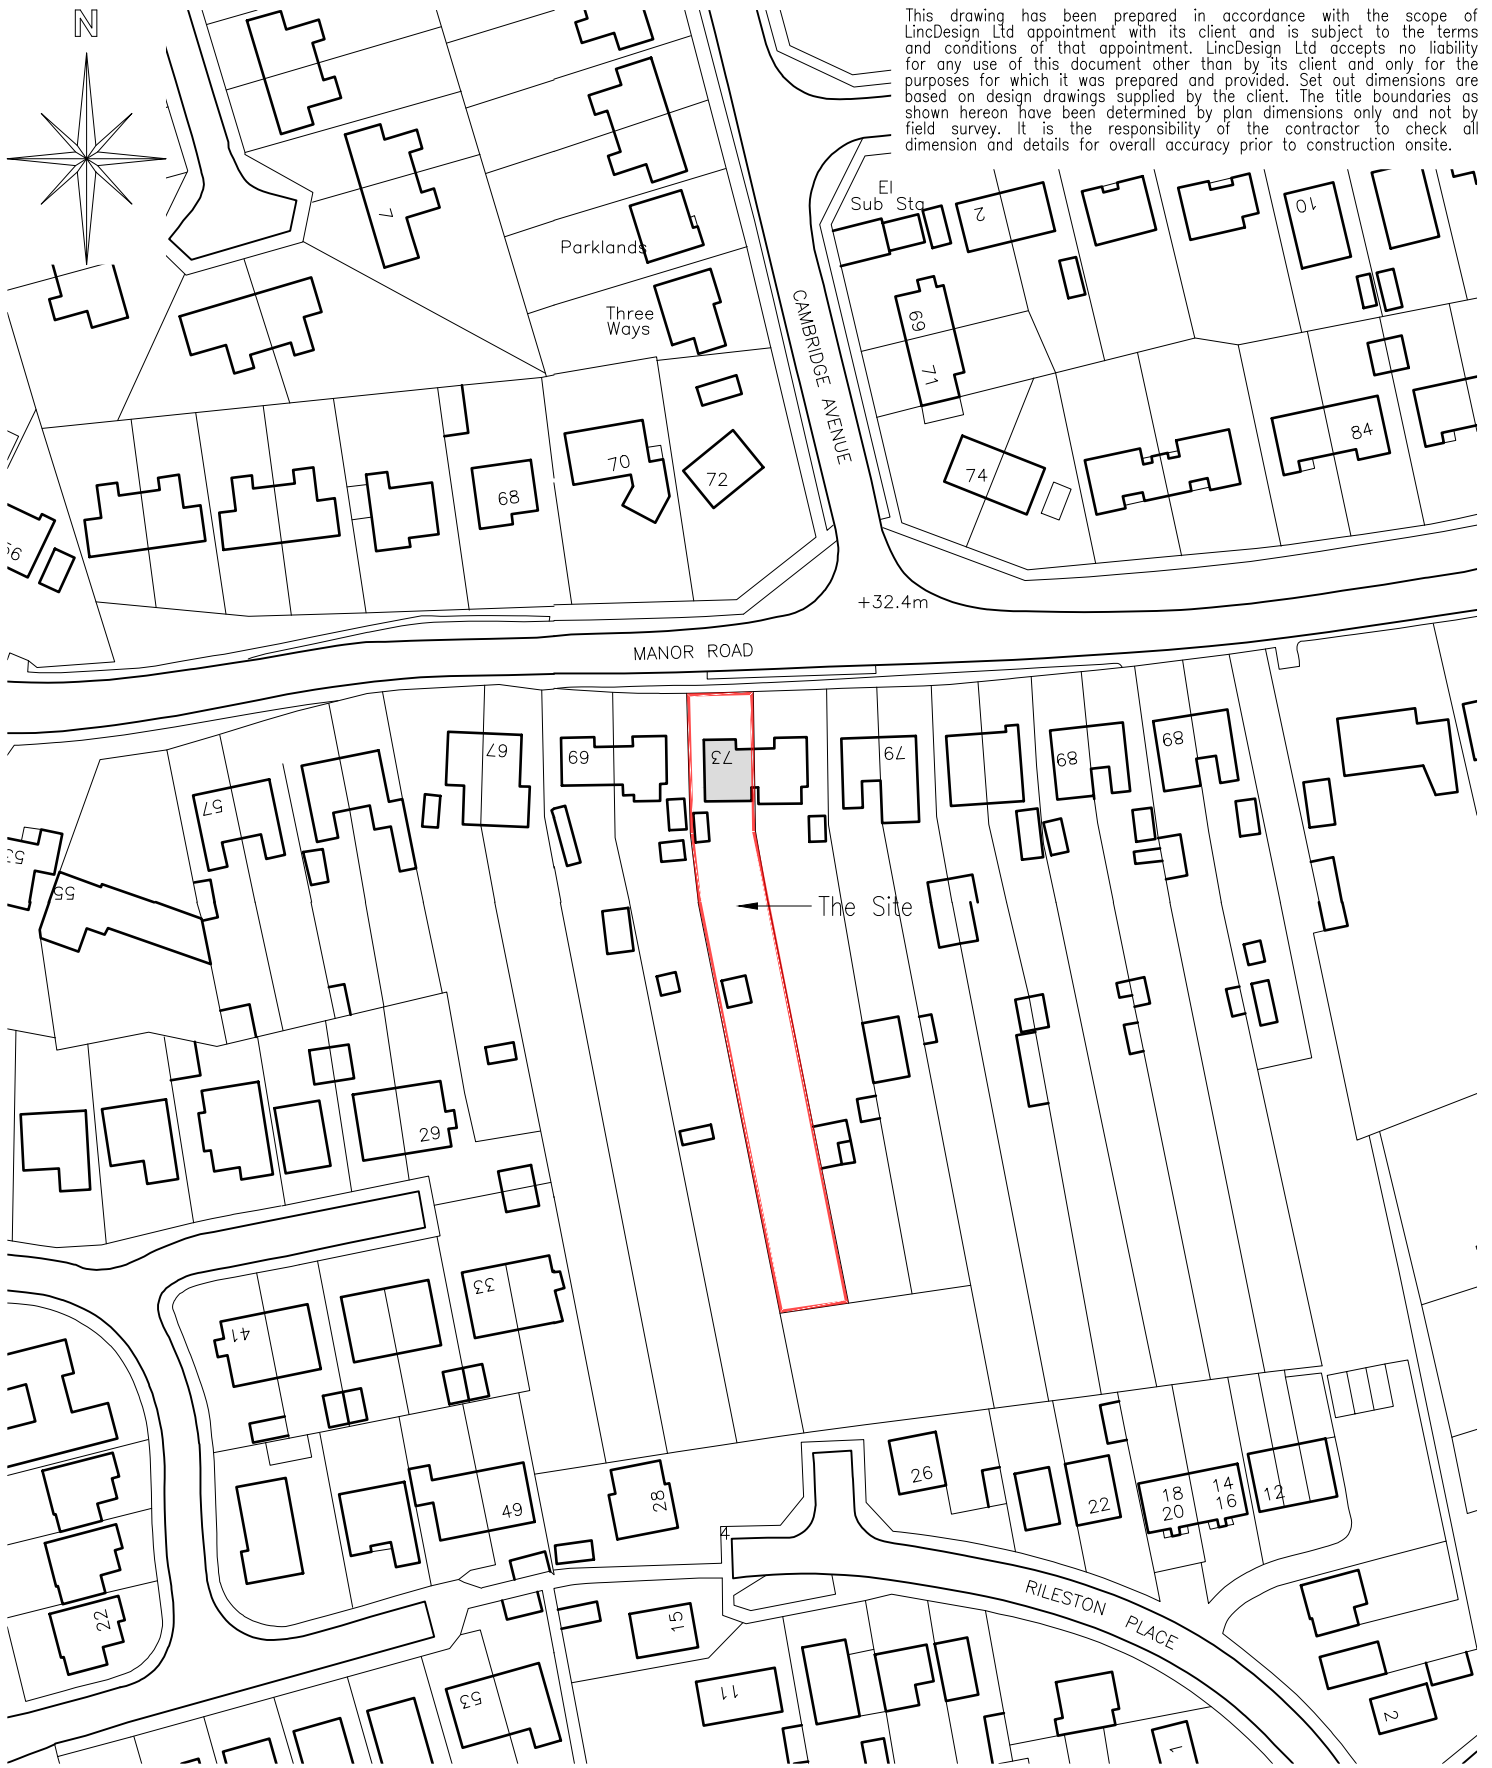 N
This drawing has been prepared in accordance with the scope of
LincDesign Ltd appointment with its client and is subject to the terms
and conditions of that appointment. LincDesign Ltd accepts no liability
for any use of this document other than by its client and only for the
purposes for which it was prepared and provided. Set out dimensions are
based on design drawings supplied by the client. The title boundaries as
shown hereon have been determined by plan dimensions only and not by
field survey. It is the responsibility of the contractor to check all
dimension and details for overall accuracy prior to construction onsite.
El
Sub Sta
2
10
7
Parklands
Three
Ways
CAMBRIDGE AVENUE
69
71
84
70
72
74
68
56
+32.4m
MANOR ROAD
57
67
69
73
79
89
89
53
55
The Site
29
33
41
49
28
26
22
18
20
14
16
12
4
RILESTON PLACE
22
15
53
11
1
2